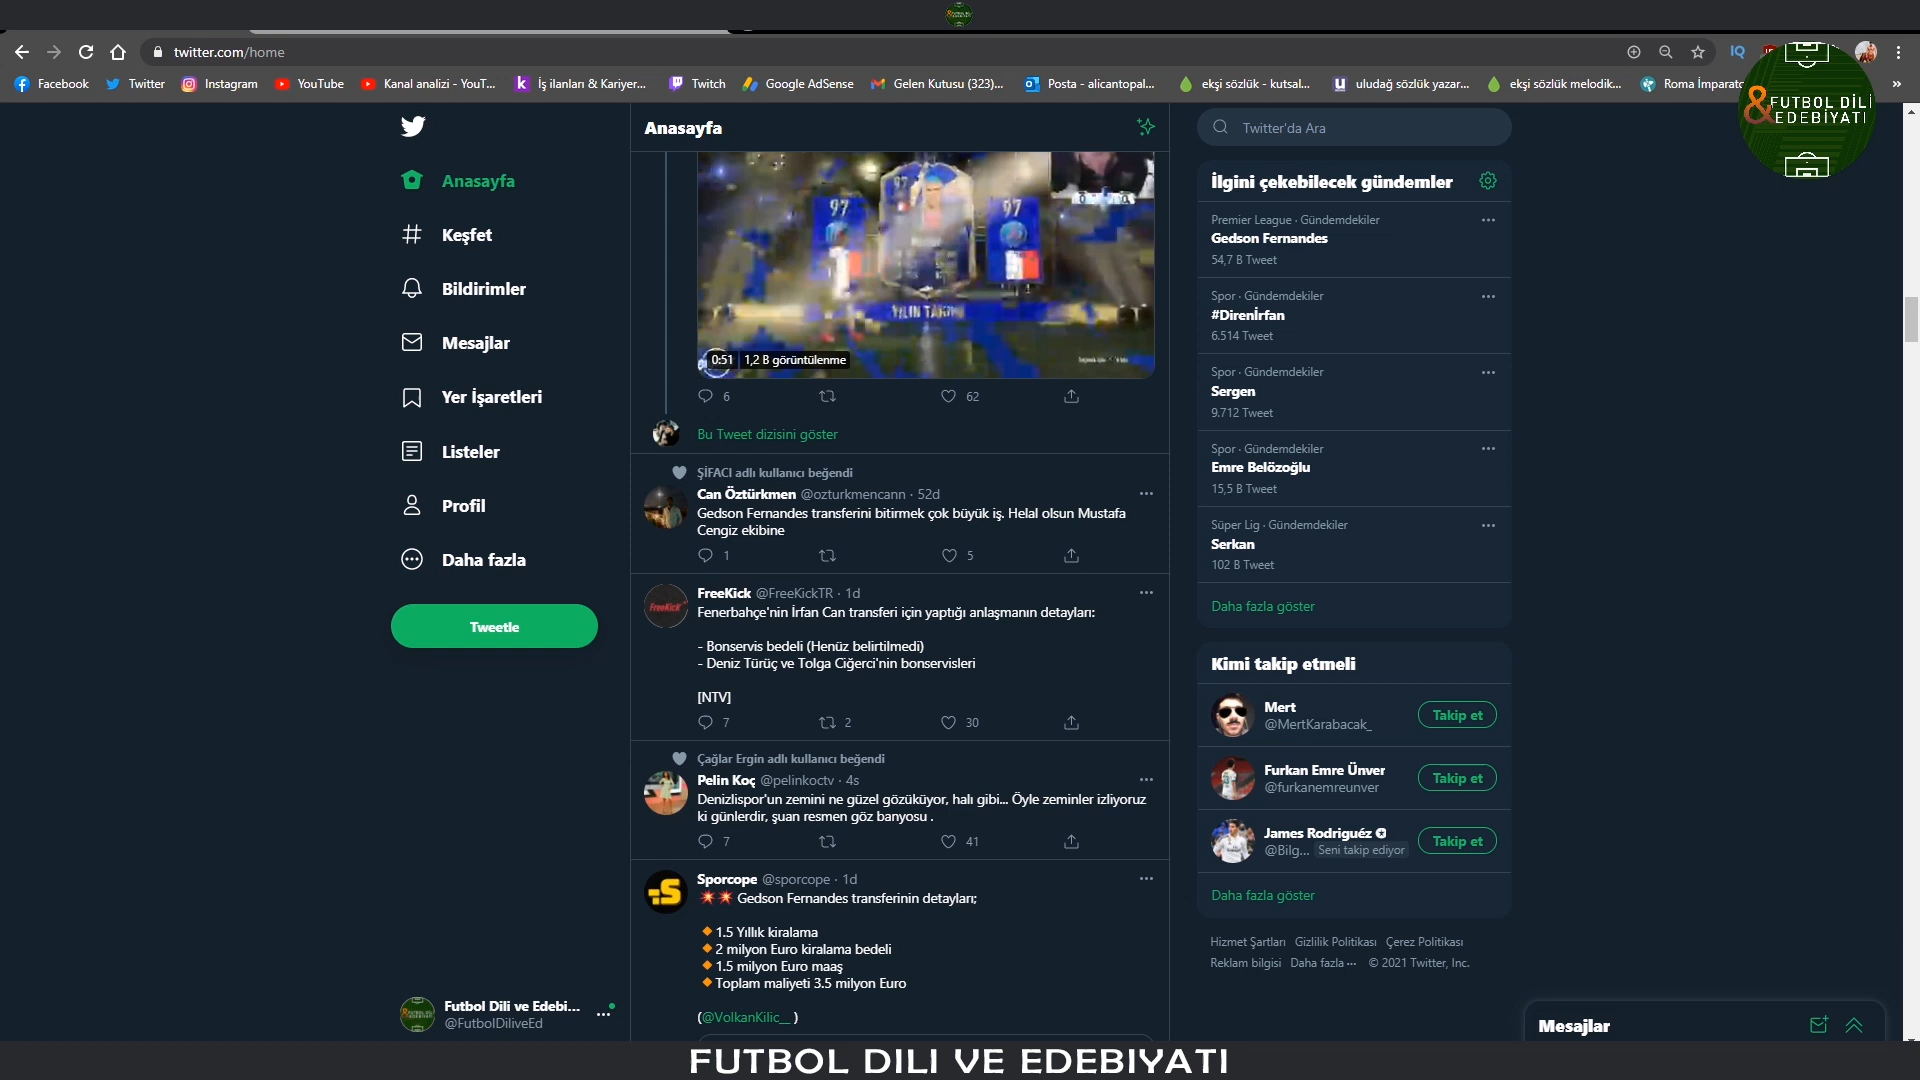 twitter.com/home
Facebook
Twitter
Instagram
YouTube
Kanal analizi - YouT...
İş ilanları & Kariyer...
Twitch
Google AdSense
Gelen Kutusu (323)...
Posta - alicantopal...
ekşi sözlük - kutsal...
uludağ sözlük yazar...
ekşi sözlük melodik...
Roma İmparato
&FUTBOL DİLİ
EDEBİYATI
Anasayfa
Keşfet
Bildirimler
Mesajlar
Yer İşaretleri
Listeler
Profil
Daha fazla
Tweetle
Futbol Dili ve Edebi...
@FutbolDiliveEd
Anasayfa
97
97
97
YILIN TAKIMI
0:51 1,2 B görüntülenme
6 62
Bu Tweet dizisini göster
ŞİFACI adlı kullanıcı beğendi
Can Öztürkmen @ozturkmencann · 52d
Gedson Fernandes transferini bitirmek çok büyük iş. Helal olsun Mustafa
Cengiz ekibine
1 5
FreeKick
FreeKick @FreeKickTR · 1d
Fenerbahçe'nin İrfan Can transferi için yaptığı anlaşmanın detayları:
- Bonservis bedeli (Henüz belirtilmedi)
- Deniz Türüç ve Tolga Ciğerci'nin bonservisleri
[NTV]
7 2 30
Çağlar Ergin adlı kullanıcı beğendi
Pelin Koç @pelinkoctv · 4s
Denizlispor'un zemini ne güzel gözüküyor, halı gibi... Öyle zeminler izliyoruz
ki günlerdir, şuan resmen göz banyosu .
7 41
Sporcope @sporcope · 1d
💥💥 Gedson Fernandes transferinin detayları;
🔸1.5 Yıllık kiralama
🔸2 milyon Euro kiralama bedeli
🔸1.5 milyon Euro maaş
🔸Toplam maliyeti 3.5 milyon Euro
(@VolkanKilic__ )
Twitter'da Ara
İlgini çekebilecek gündemler
Premier League · Gündemdekiler
Gedson Fernandes
54,7 B Tweet
Spor · Gündemdekiler
#Direnİrfan
6.514 Tweet
Spor · Gündemdekiler
Sergen
9.712 Tweet
Spor · Gündemdekiler
Emre Belözoğlu
15,5 B Tweet
Süper Lig · Gündemdekiler
Serkan
102 B Tweet
Daha fazla göster
Kimi takip etmeli
Mert
@MertKarabacak_
Takip et
Furkan Emre Ünver
@furkanemreunver
Takip et
James Rodriguéz
@Bilg... Seni takip ediyor
Takip et
Daha fazla göster
Hizmet Şartları Gizlilik Politikası Çerez Politikası
Reklam bilgisi Daha fazla ··· © 2021 Twitter, Inc.
Mesajlar
FUTBOL DILI VE EDEBIYATI